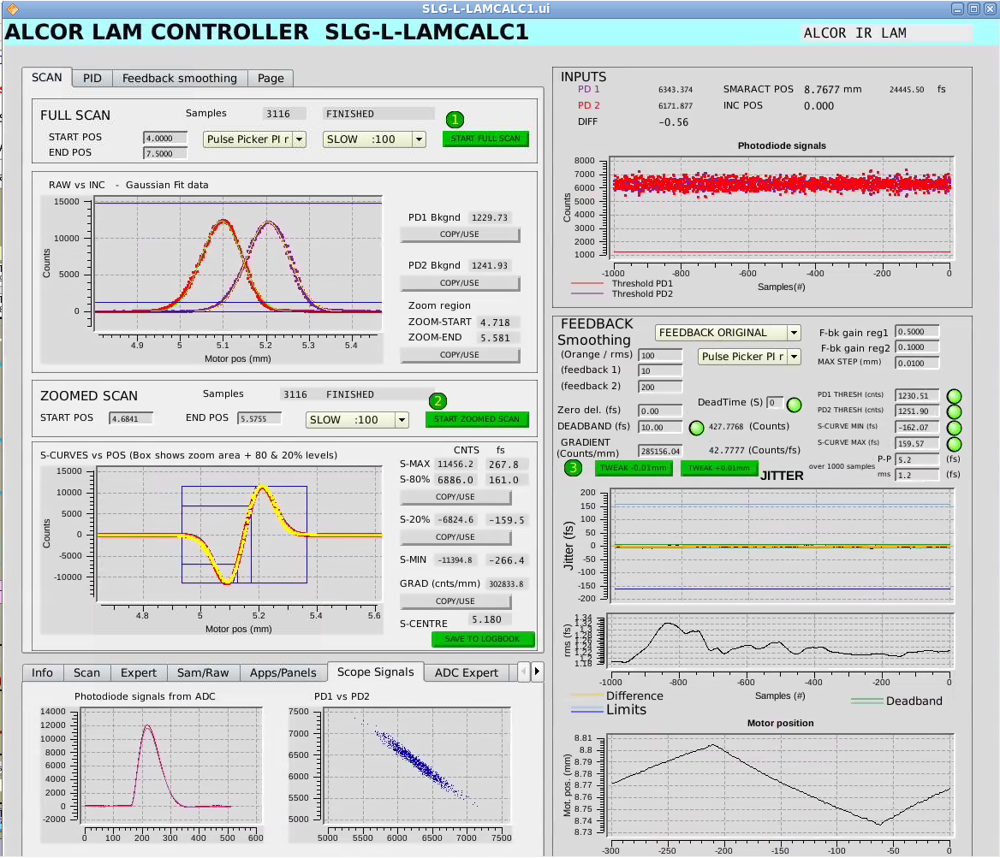 SLG-L-LAMCALC1.ui
ALCOR LAM CONTROLLER SLG-L-LAMCALC1
ALCOR IR LAM
SCAN PID Feedback smoothing Page
FULL SCAN
Samples 3116 FINISHED
1
START POS 4.0000 Pulse Picker PI r SLOW :100 START FULL SCAN
END POS 7.5000
RAW vs INC - Gaussian Fit data
15000
10000
5000
0
Counts
4.9 5 5.1 5.2 5.3 5.4
Motor pos (mm)
PD1 Bkgnd 1229.73
COPY/USE
PD2 Bkgnd 1241.93
COPY/USE
Zoom region
ZOOM-START 4.718
ZOOM-END 5.581
COPY/USE
ZOOMED SCAN
Samples 3116 FINISHED
2
START POS 4.6841 END POS 5.5755 SLOW :100 START ZOOMED SCAN
S-CURVES vs POS (Box shows zoom area + 80 & 20% levels)
15000
10000
5000
0
-5000
-10000
Counts
4.8 5 5.2 5.4 5.6
Motor pos (mm)
CNTS fs
S-MAX 11456.2 267.8
S-80% 6886.0 161.0
COPY/USE
S-20% -6824.6 -159.5
COPY/USE
S-MIN -11394.8 -266.4
GRAD (cnts/mm) 302833.8
COPY/USE
S-CENTRE 5.180
SAVE TO LOGBOOK
Info Scan Expert Sam/Raw Apps/Panels Scope Signals ADC Expert
Photodiode signals from ADC
14000
12000
10000
8000
6000
4000
2000
0
-2000
0 100 200 300 400 500 600
PD1 vs PD2
7500
7000
6500
6000
5500
5000
5000 5500 6000 6500 7000 7500
INPUTS
PD 1 6343.374 SMARACT POS 8.7677 mm 24445.50 fs
PD 2 6171.877 INC POS 0.000
DIFF -0.56
Photodiode signals
8000
7000
6000
5000
4000
3000
2000
1000
Counts
-1000 -800 -600 -400 -200 0
Samples(#)
Threshold PD1
Threshold PD2
FEEDBACK
Smoothing
FEEDBACK ORIGINAL
F-bk gain reg1 0.5000
(Orange / rms) 100 Pulse Picker PI r F-bk gain reg2 0.1000
(feedback 1) 10 MAX STEP (mm) 0.0100
(feedback 2) 200
DeadTime (S) 0 PD1 THRESH (cnts) 1230.51
Zero del. (fs) 0.00 PD2 THRESH (cnts) 1251.90
DEADBAND (fs) 10.00 427.7768 (Counts) S-CURVE MIN (fs) -162.07
GRADIENT
(Counts/mm) 285156.04 42.7777 (Counts/fs) S-CURVE MAX (fs) 159.57
3 TWEAK -0.01mm TWEAK +0.01mm JITTER over 1000 samples P-P 5.2 (fs)
rms 1.2 (fs)
200
150
100
50
0
-50
-100
-150
-200
Jitter (fs)
1.34
1.32
1.3
1.28
1.26
1.24
1.22
1.2
1.18
rms (fs)
-1000 -800 -600 -400 -200 0
Samples (#)
Difference
Limits
Deadband
Motor position
8.81
8.8
8.79
8.78
8.77
8.76
8.75
8.74
8.73
Mot. pos. (mm)
-300 -250 -200 -150 -100 -50 0